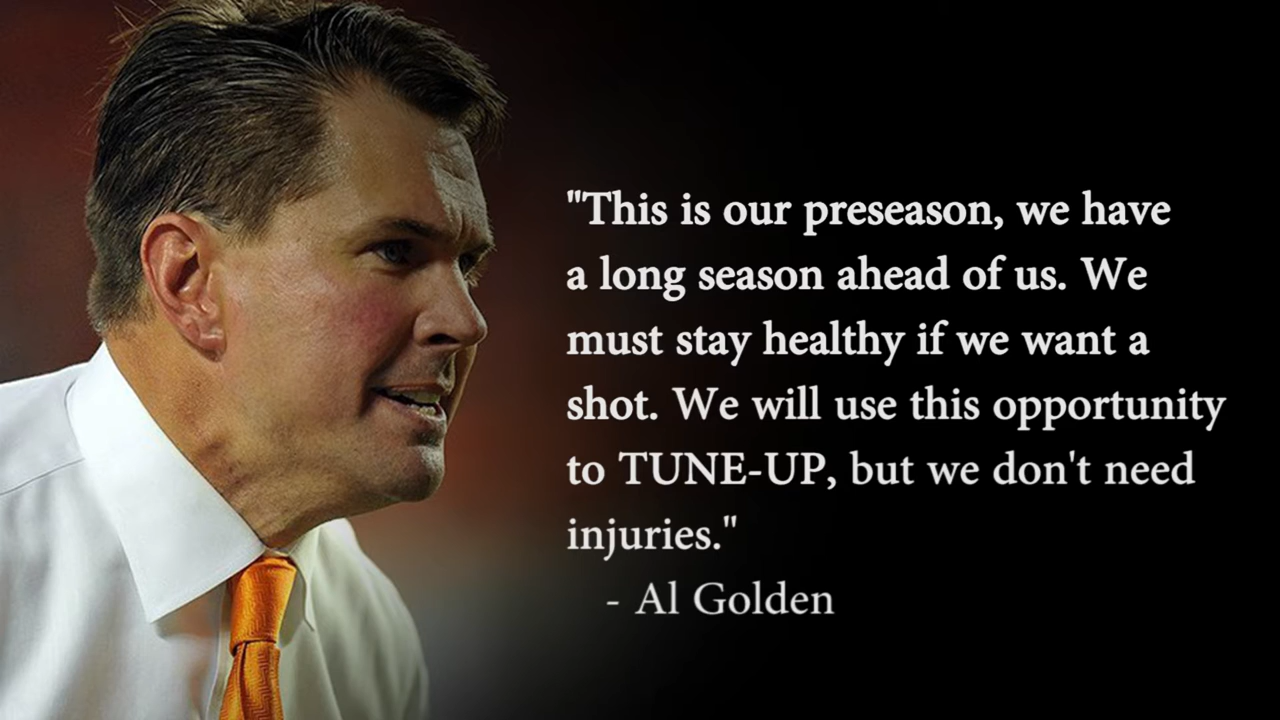 "This is our preseason, we have
a long season ahead of us. We
must stay healthy if we want a
shot. We will use this opportunity
to TUNE-UP, but we don't need
injuries."
- Al Golden